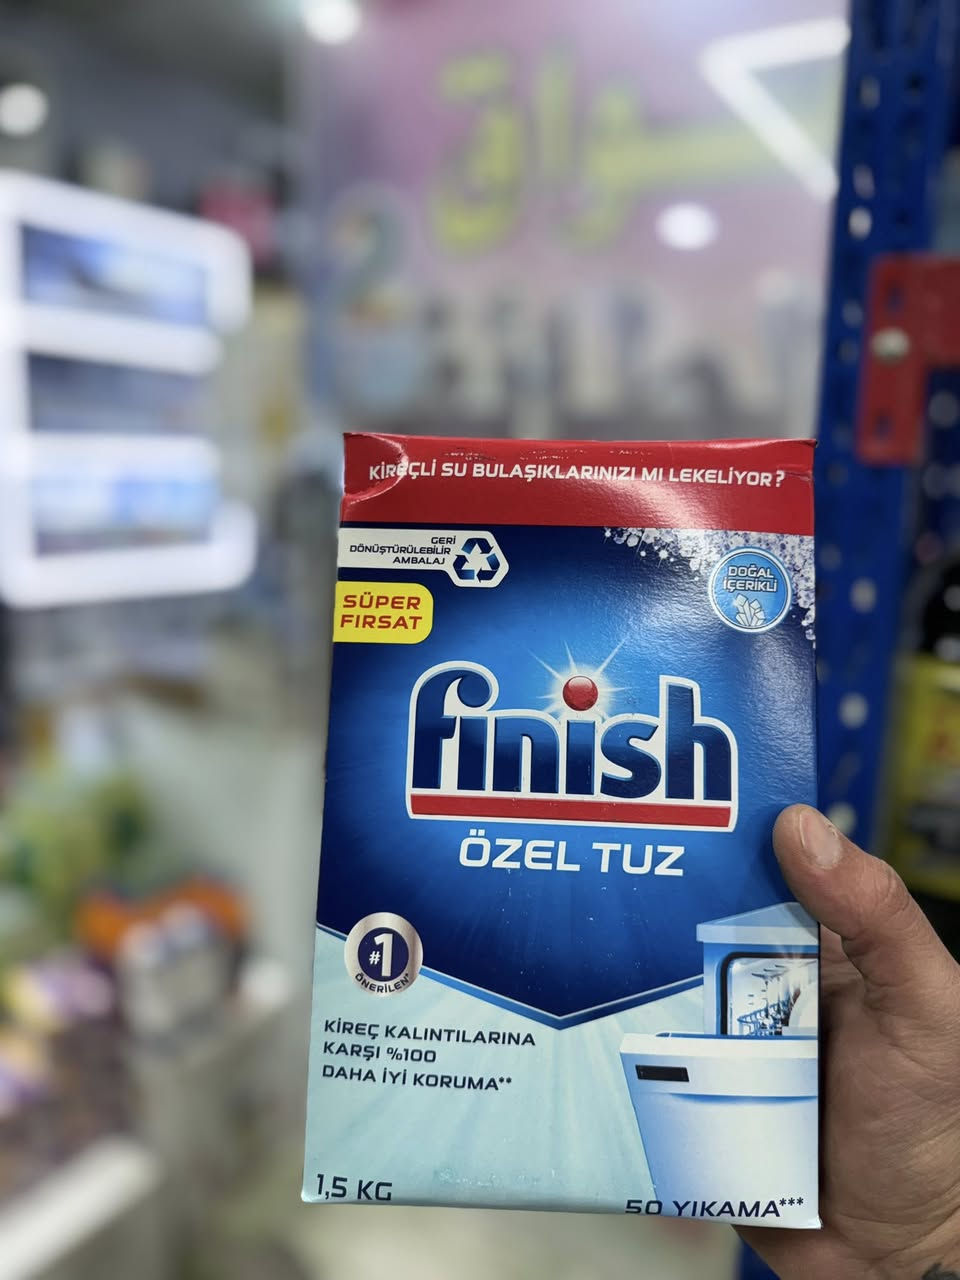 KİREÇLİ SU BULAŞIKLARINIZI MI LEKELİYOR?
GERİ
DÖNÜŞTÜRÜLEBİLİR
AMBALAJ
DOĞAL
İÇERİKLİ
SÜPER
FIRSAT
finish
ÖZEL TUZ
#1
ÖNERİLEN*
KİREÇ KALINTILARINA
KARŞI %100
DAHA İYİ KORUMA**
1,5 KG
50 YIKAMA***